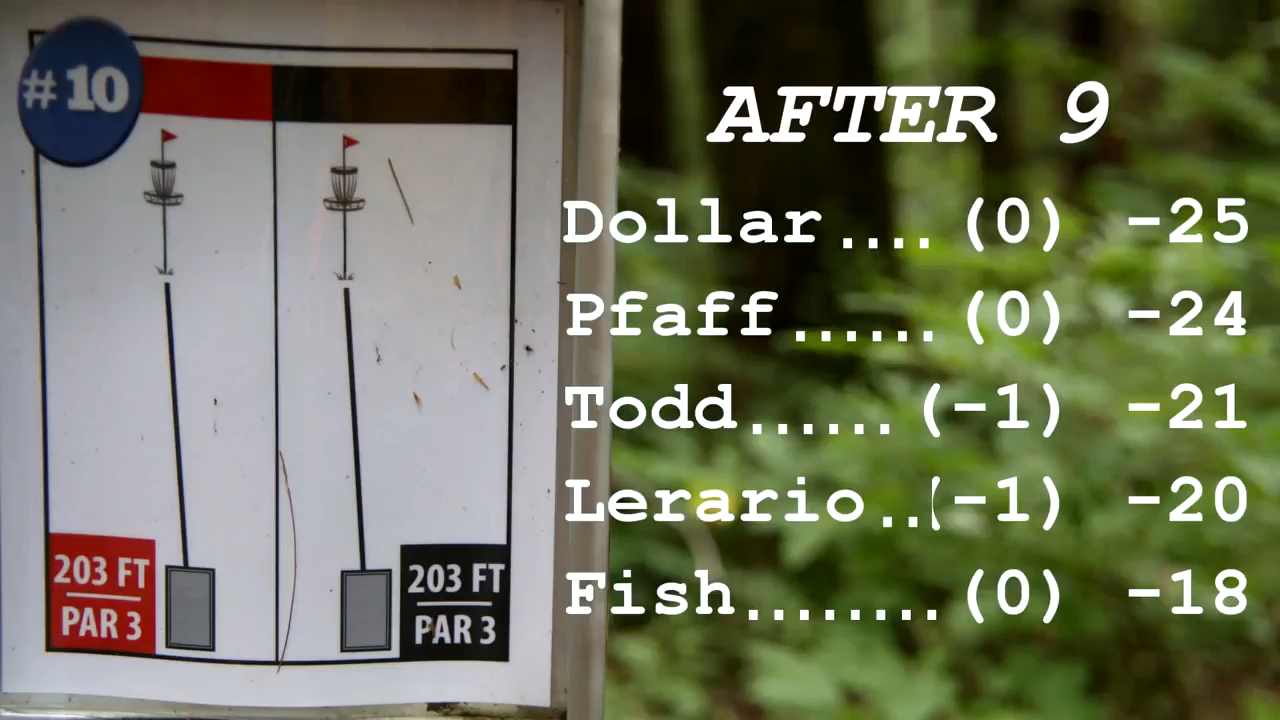 # 10
203 FT
PAR 3
203 FT
PAR 3
AFTER 9
Dollar .... (0) -25
Pfaff ...... (0) -24
Todd ...... (-1) -21
Lerario .. (-1) -20
Fish ........ (0) -18